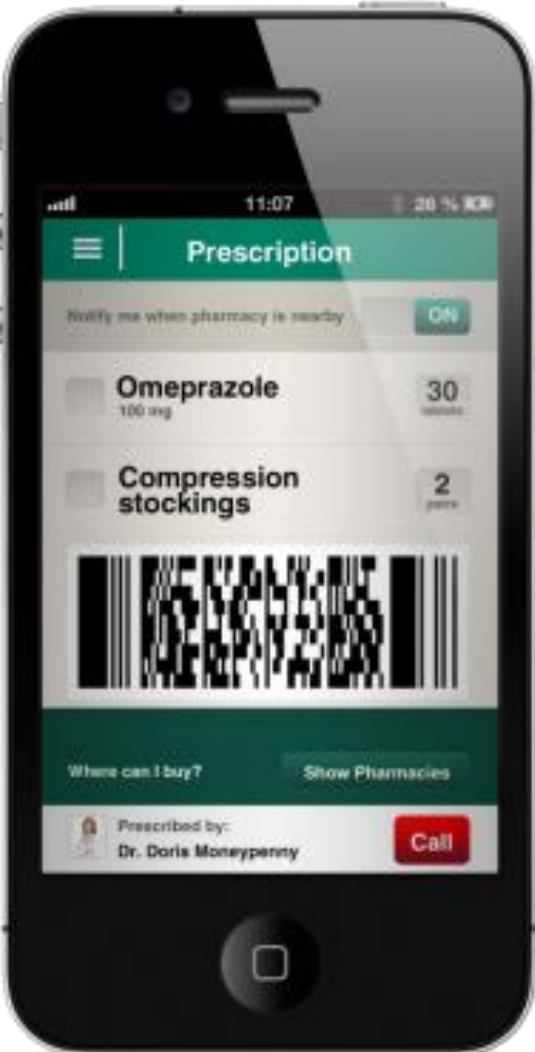 11:07 26 %
Prescription
Notify me when pharmacy is nearby ON
Omeprazole 30
100 mg tablets
Compression 2
stockings pairs
Where can I buy? Show Pharmacies
Prescribed by: Call
Dr. Doris Moneypenny